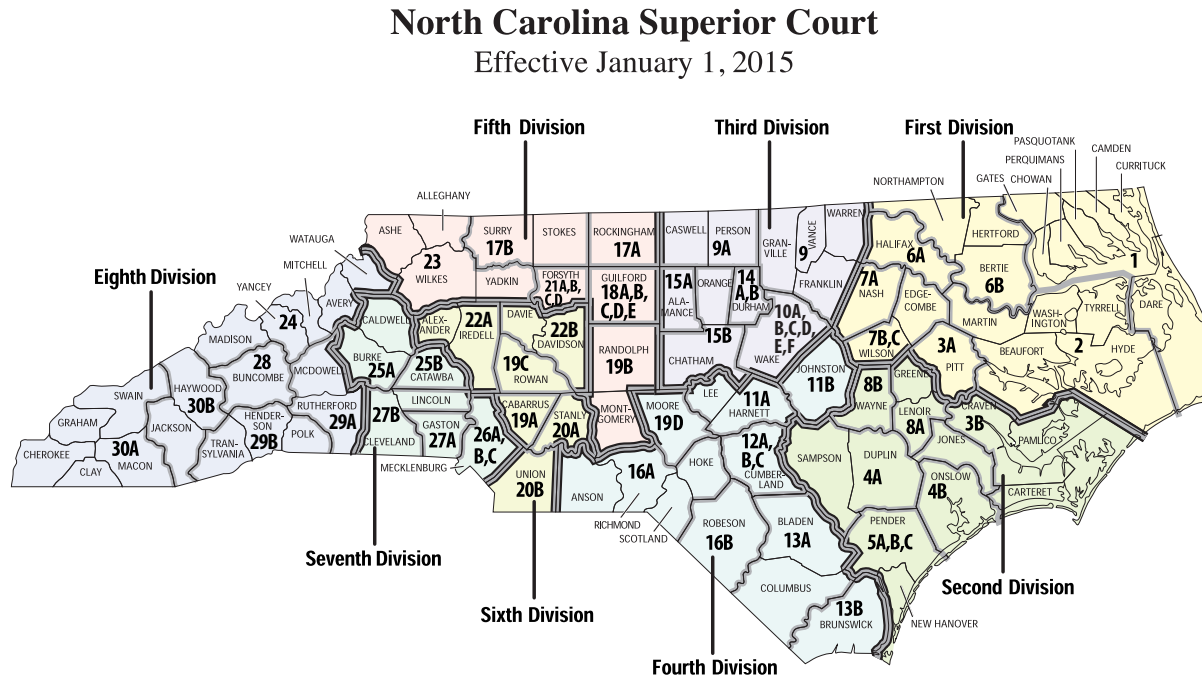 North Carolina Superior Court
Effective January 1, 2015
Fifth Division
Third Division
First Division
PASQUOTANK
CAMDEN
PERQUIMANS
CURRITUCK
GATES
CHOWAN
NORTHAMPTON
ALLEGHANY
WATAUGA
MITCHELL
YANCEY
Eighth Division
ASHE
23
WILKES
SURRY
17B
STOKES
YADKIN
FORSYTH
21A,B,
C,D
ROCKINGHAM
17A
GUILFORD
18A,B,
C,D,E
RANDOLPH
19B
MONT-
GOMERY
CASWELL
PERSON
9A
GRAN-
VILLE
VANCE
9
WARREN
FRANKLIN
15A
ALA-
MANCE
ORANGE
14
A,B
DURHAM
15B
CHATHAM
10A,
B,C,D,
E,F
WAKE
HALIFAX
6A
HERTFORD
BERTIE
6B
1
7A
NASH
EDGE-
COMBE
7B,C
WILSON
MARTIN
WASH-
INGTON
TYRRELL
DARE
BEAUFORT
2
HYDE
3A
PITT
AVERY
24
MADISON
28
BUNCOMBE
MCDOWELL
HAYWOOD
30B
SWAIN
GRAHAM
JACKSON
CHEROKEE
30A
CLAY
MACON
TRAN-
SYLVANIA
HENDER-
SON
29B
POLK
RUTHERFORD
29A
CALDWELL
BURKE
25A
25B
CATAWBA
ALEX-
ANDER
22A
IREDELL
DAVIE
22B
DAVIDSON
19C
ROWAN
LINCOLN
27B
CLEVELAND
GASTON
27A
26A,
B,C
MECKLENBURG
CABARRUS
19A
STANLY
20A
UNION
20B
JOHNSTON
11B
LEE
11A
HARNETT
MOORE
19D
HOKE
12A,
B,C
CUMBER-
LAND
16A
ANSON
RICHMOND
SCOTLAND
ROBESON
16B
BLADEN
13A
COLUMBUS
13B
BRUNSWICK
8B
WAYNE
GREENE
LENOIR
8A
CRAVEN
3B
JONES
PAMLICO
SAMPSON
DUPLIN
4A
ONSLOW
4B
CARTERET
PENDER
5A,B,C
NEW HANOVER
Seventh Division
Sixth Division
Second Division
Fourth Division